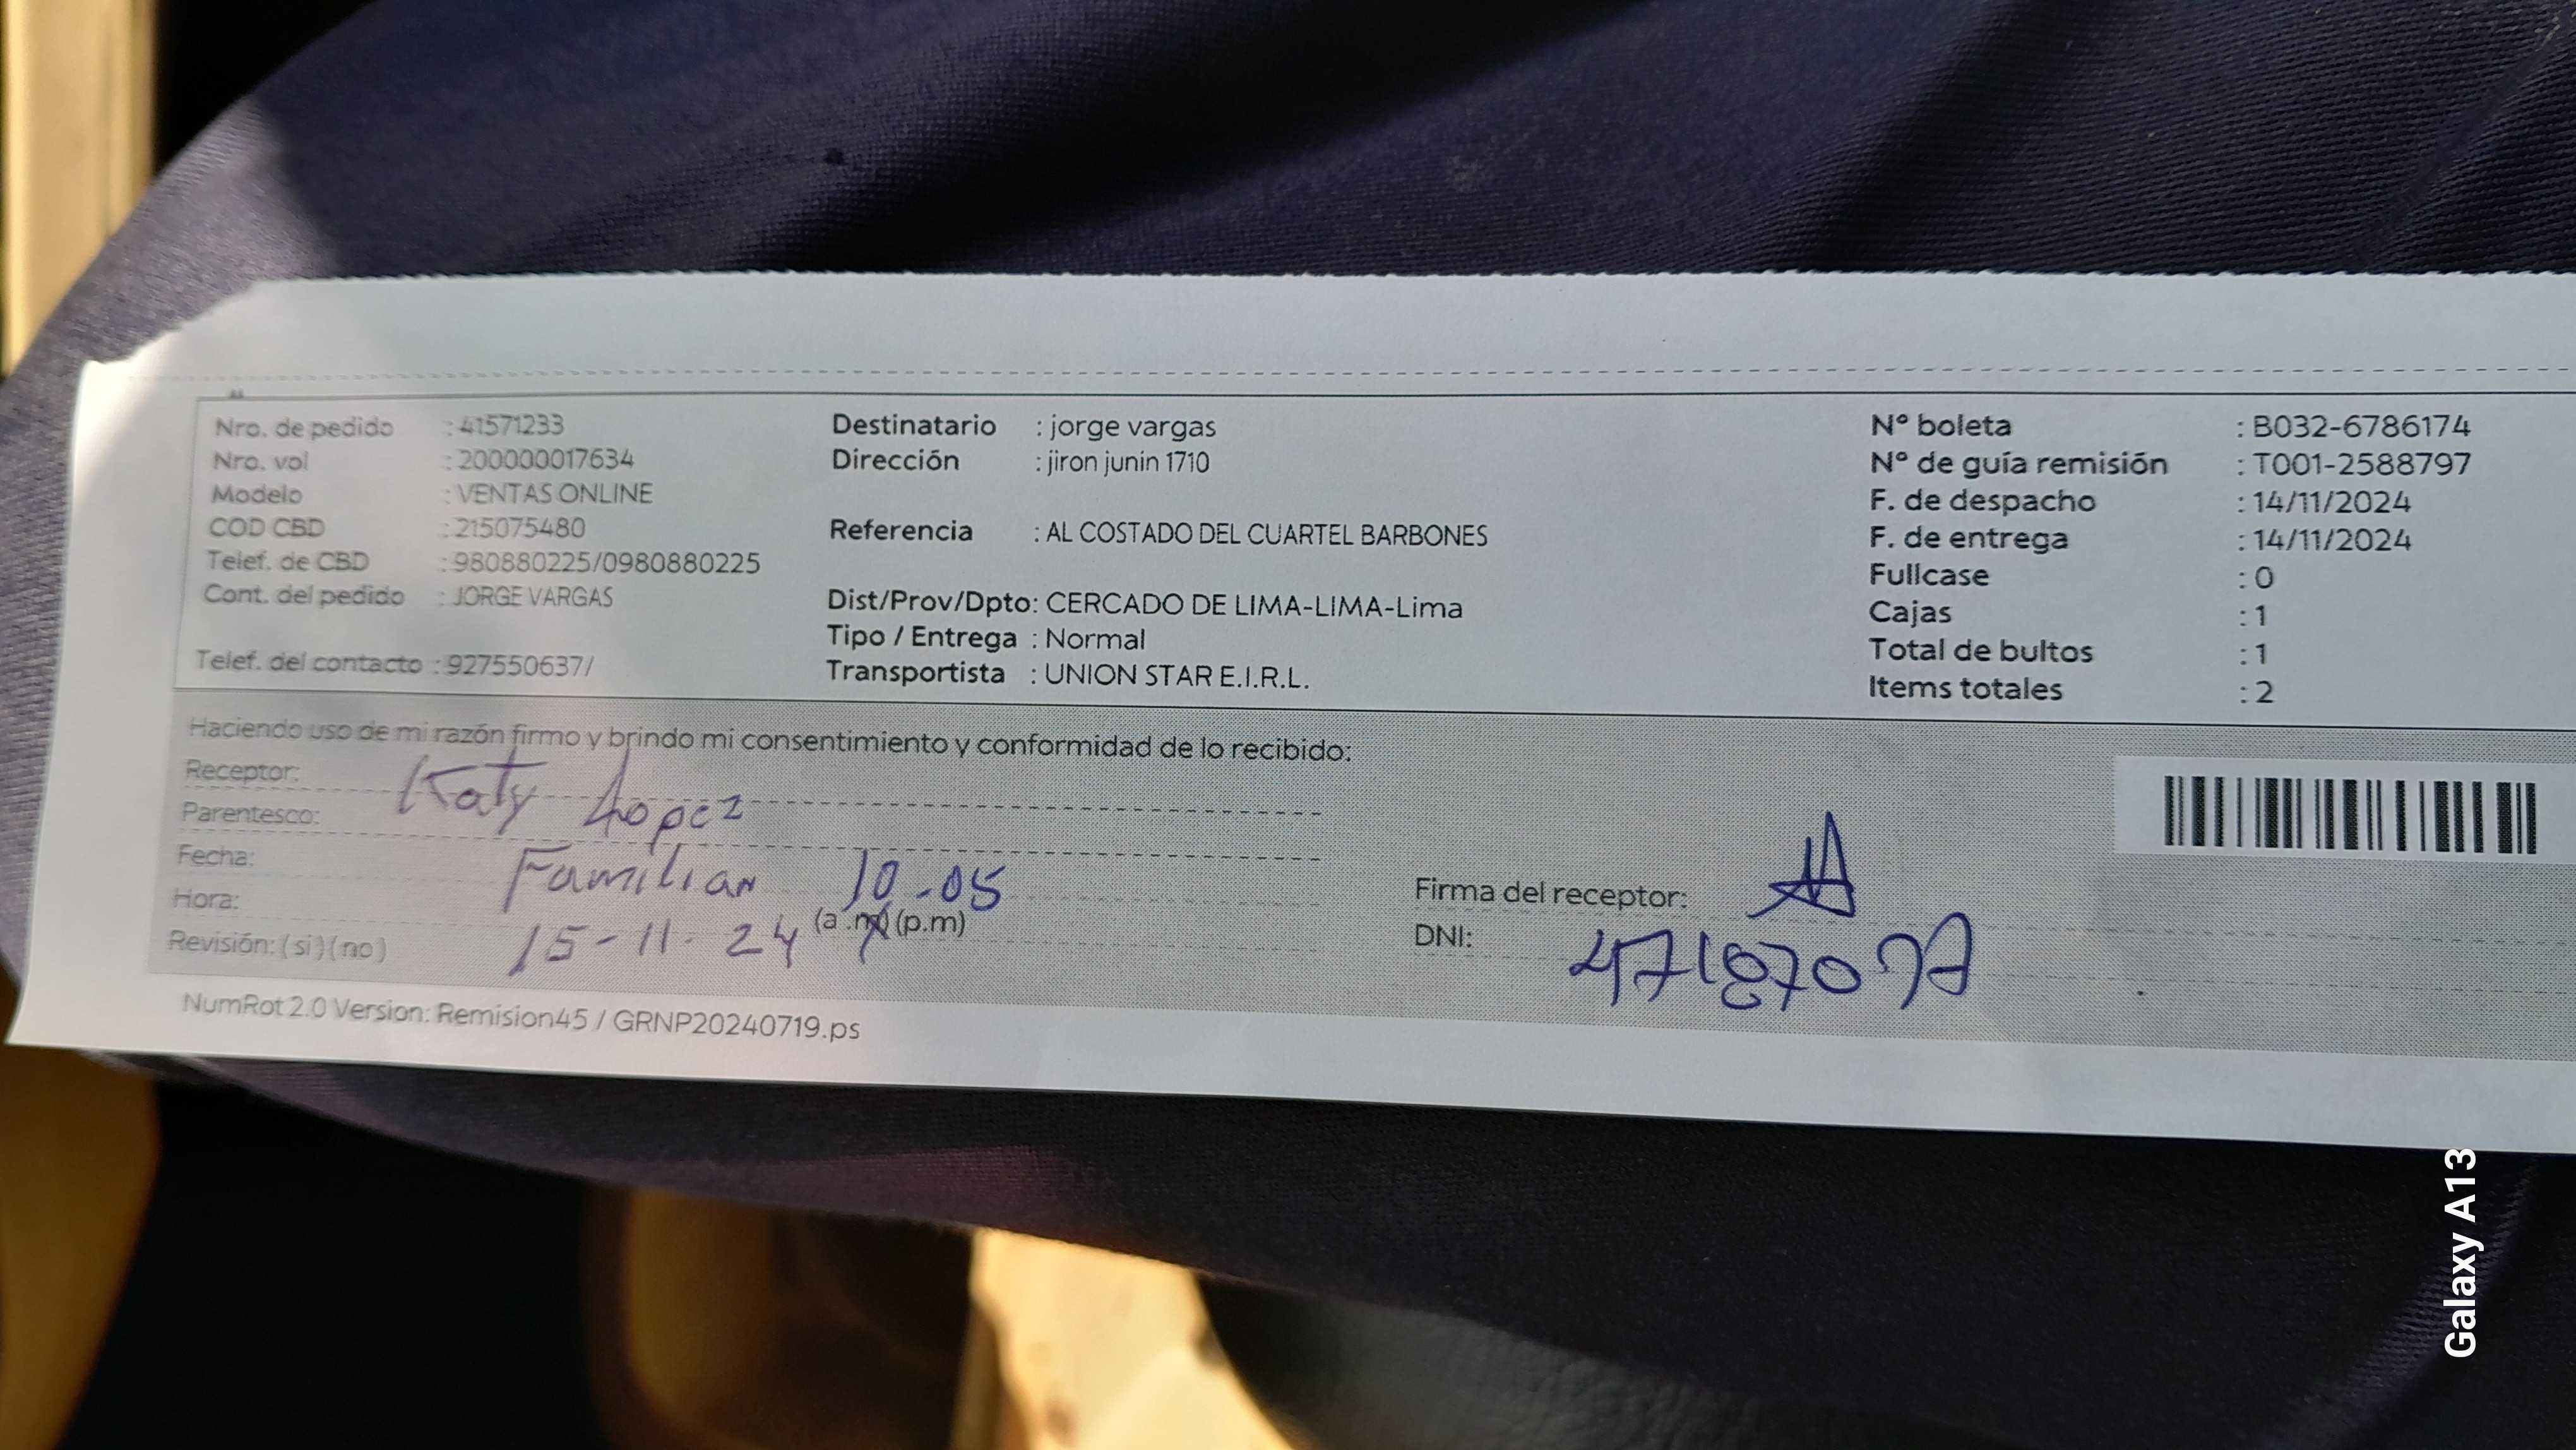 Nro. de pedido : 41571233
Nro. vol : 200000017634
Modelo : VENTAS ONLINE
COD CBD : 215075480
Telef. de CBD : 980880225/0980880225
Cont. del pedido : JORGE VARGAS
Telef. del contacto : 927550637/
Destinatario : jorge vargas
Dirección : jiron junin 1710
Referencia : AL COSTADO DEL CUARTEL BARBONES
Dist/Prov/Dpto: CERCADO DE LIMA-LIMA-Lima
Tipo / Entrega : Normal
Transportista : UNION STAR E.I.R.L.
N° boleta : B032-6786174
N° de guía remisión : T001-2588797
F. de despacho : 14/11/2024
F. de entrega : 14/11/2024
Fullcase : 0
Cajas : 1
Total de bultos : 1
Items totales : 2
Haciendo uso de mi razón firmo y brindo mi consentimiento y conformidad de lo recibido:
Receptor: Katy Lopez
Parentesco:
Fecha: Familiar 10-05
Hora: 15-11-24 (a.m) (p.m)
Revisión: (si) (no)
Firma del receptor:
DNI:
NumRot 2.0 Version: Remision45 / GRNP20240719.ps
Galaxy A13